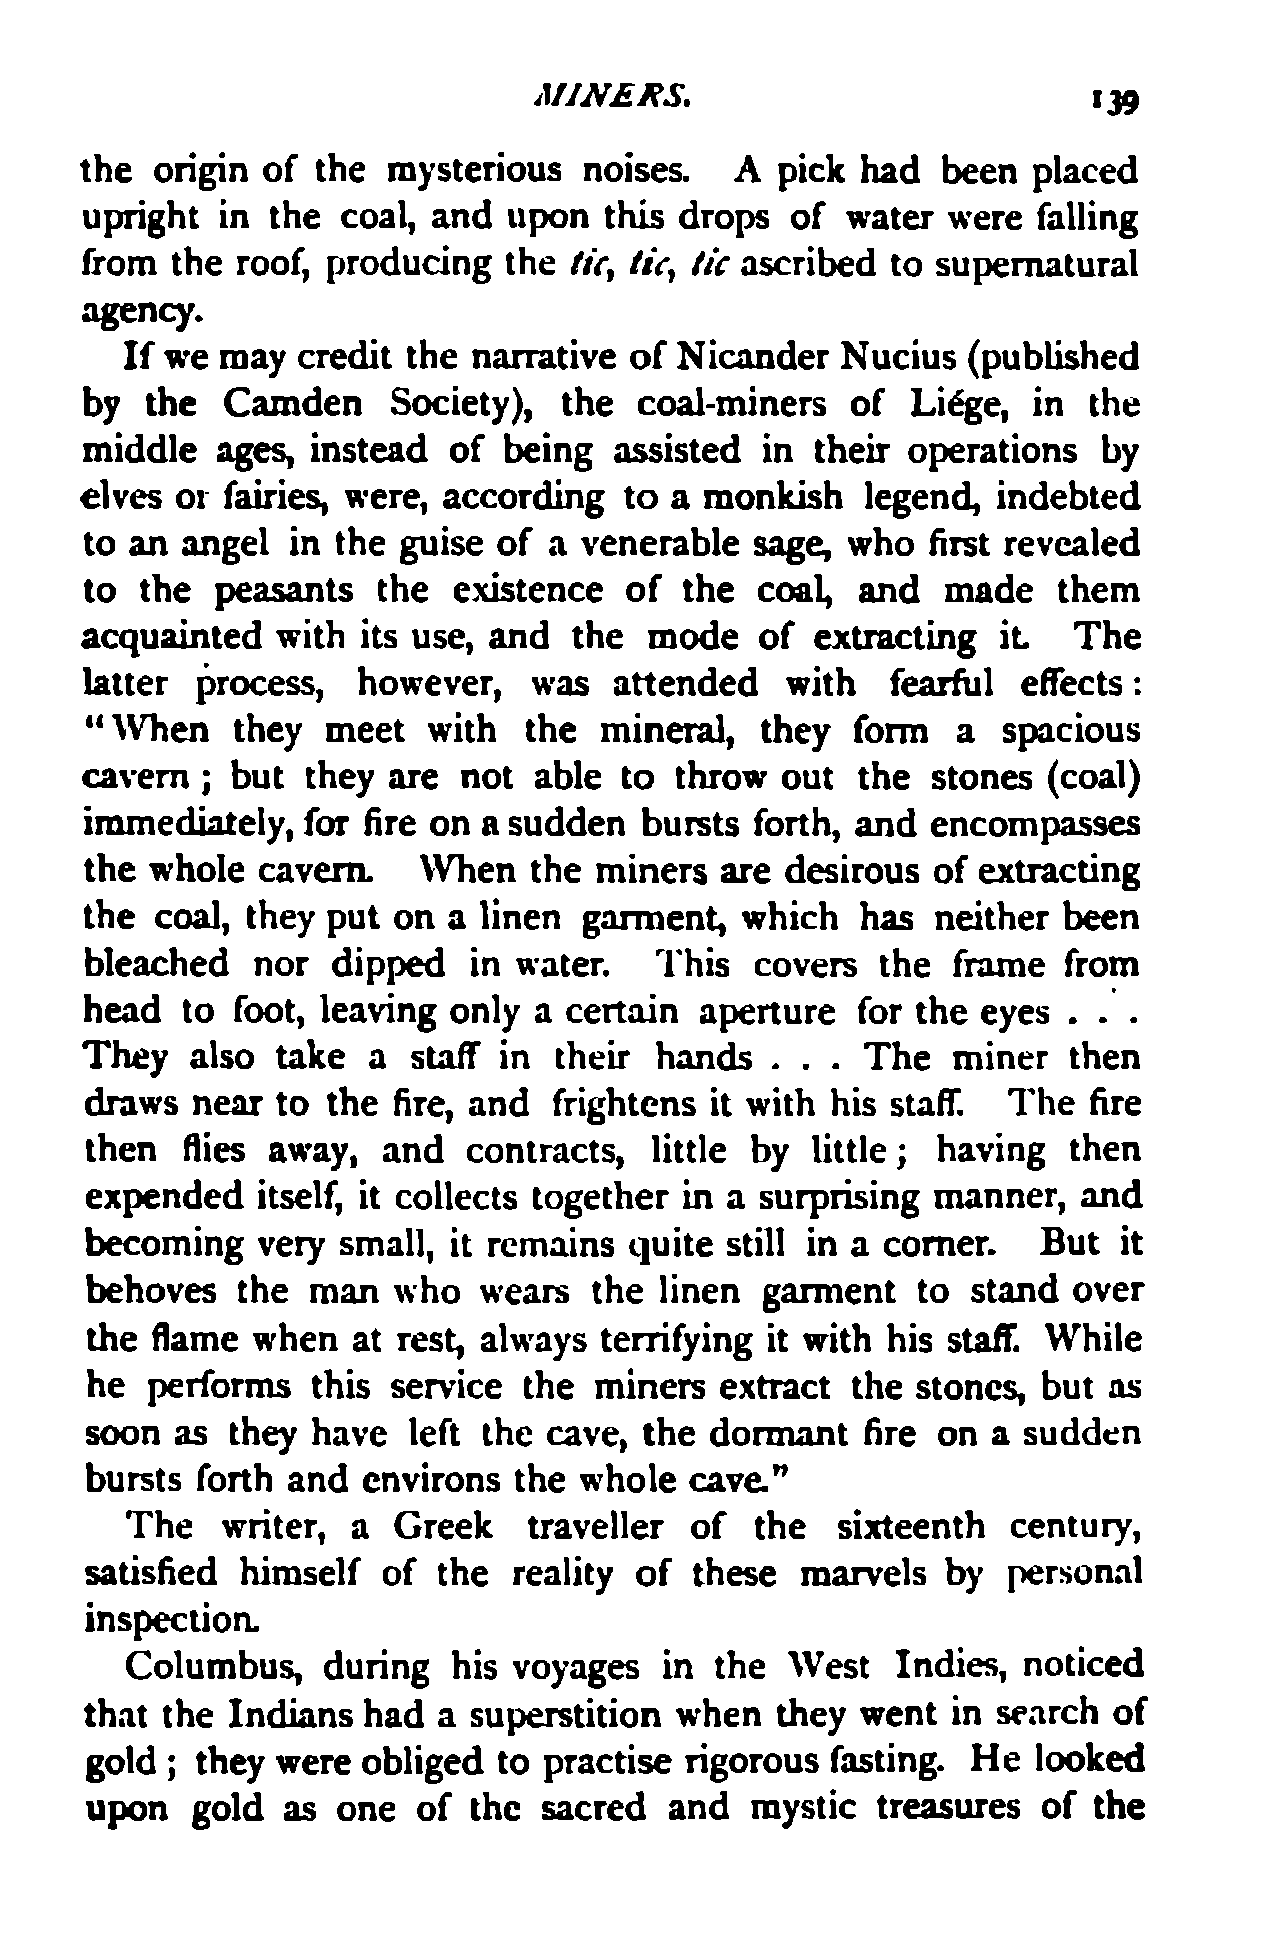 MINERS.
139
the origin of the mysterious noises. A pick had been placed
upright in the coal, and upon this drops of water were falling
from the roof, producing the tic, tic, tic ascribed to supernatural
agency.
If we may credit the narrative of Nicander Nucius (published
by the Camden Society), the coal-miners of Liége, in the
middle ages, instead of being assisted in their operations by
elves or fairies, were, according to a monkish legend, indebted
to an angel in the guise of a venerable sage, who first revealed
to the peasants the existence of the coal, and made them
acquainted with its use, and the mode of extracting it. The
latter process, however, was attended with fearful effects :
“When they meet with the mineral, they form a spacious
cavern ; but they are not able to throw out the stones (coal)
immediately, for fire on a sudden bursts forth, and encompasses
the whole cavern. When the miners are desirous of extracting
the coal, they put on a linen garment, which has neither been
bleached nor dipped in water. This covers the frame from
head to foot, leaving only a certain aperture for the eyes . . .
They also take a staff in their hands . . . The miner then
draws near to the fire, and frightens it with his staff. The fire
then flies away, and contracts, little by little ; having then
expended itself, it collects together in a surprising manner, and
becoming very small, it remains quite still in a corner. But it
behoves the man who wears the linen garment to stand over
the flame when at rest, always terrifying it with his staff. While
he performs this service the miners extract the stones, but as
soon as they have left the cave, the dormant fire on a sudden
bursts forth and environs the whole cave.”
The writer, a Greek traveller of the sixteenth century,
satisfied himself of the reality of these marvels by personal
inspection.
Columbus, during his voyages in the West Indies, noticed
that the Indians had a superstition when they went in search of
gold ; they were obliged to practise rigorous fasting. He looked
upon gold as one of the sacred and mystic treasures of the